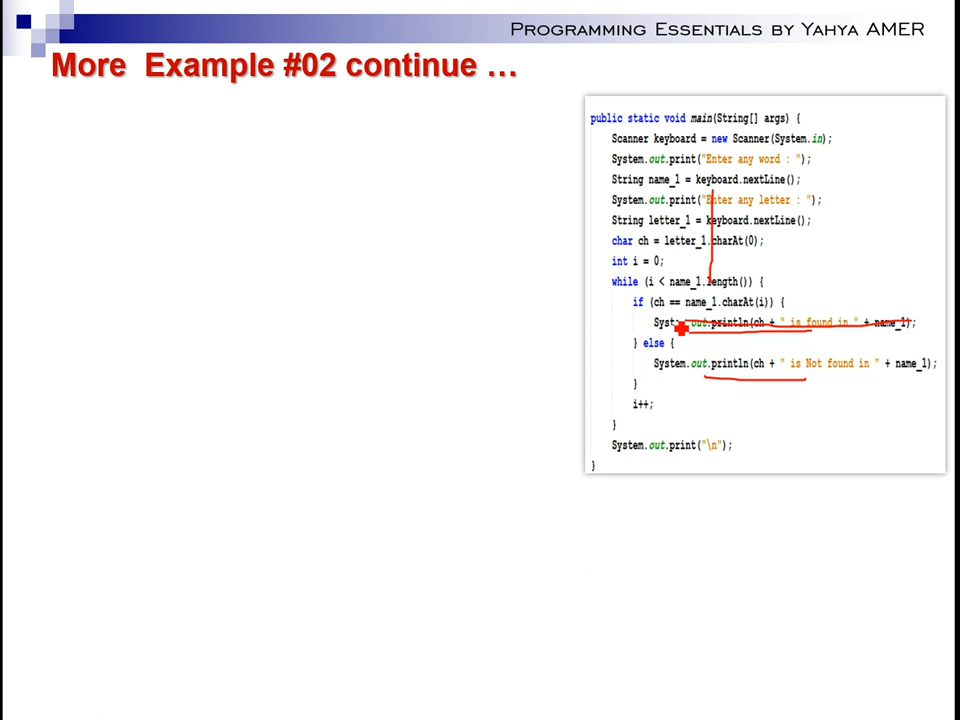 PROGRAMMING ESSENTIALS BY YAHYA AMER
More Example #02 continue …
public static void main(String[] args) {
Scanner keyboard = new Scanner(System.in);
System.out.print("Enter any word : ");
String name_1 = keyboard.nextLine();
System.out.print("Enter any letter : ");
String letter_1 = keyboard.nextLine();
char ch = letter_1.charAt(0);
int i = 0;
while (i < name_1.length()) {
if (ch == name_1.charAt(i)) {
System.out.println(ch + " is found in " + name_1);
} else {
System.out.println(ch + " is Not found in " + name_1);
}
i++;
}
System.out.print("\n");
}